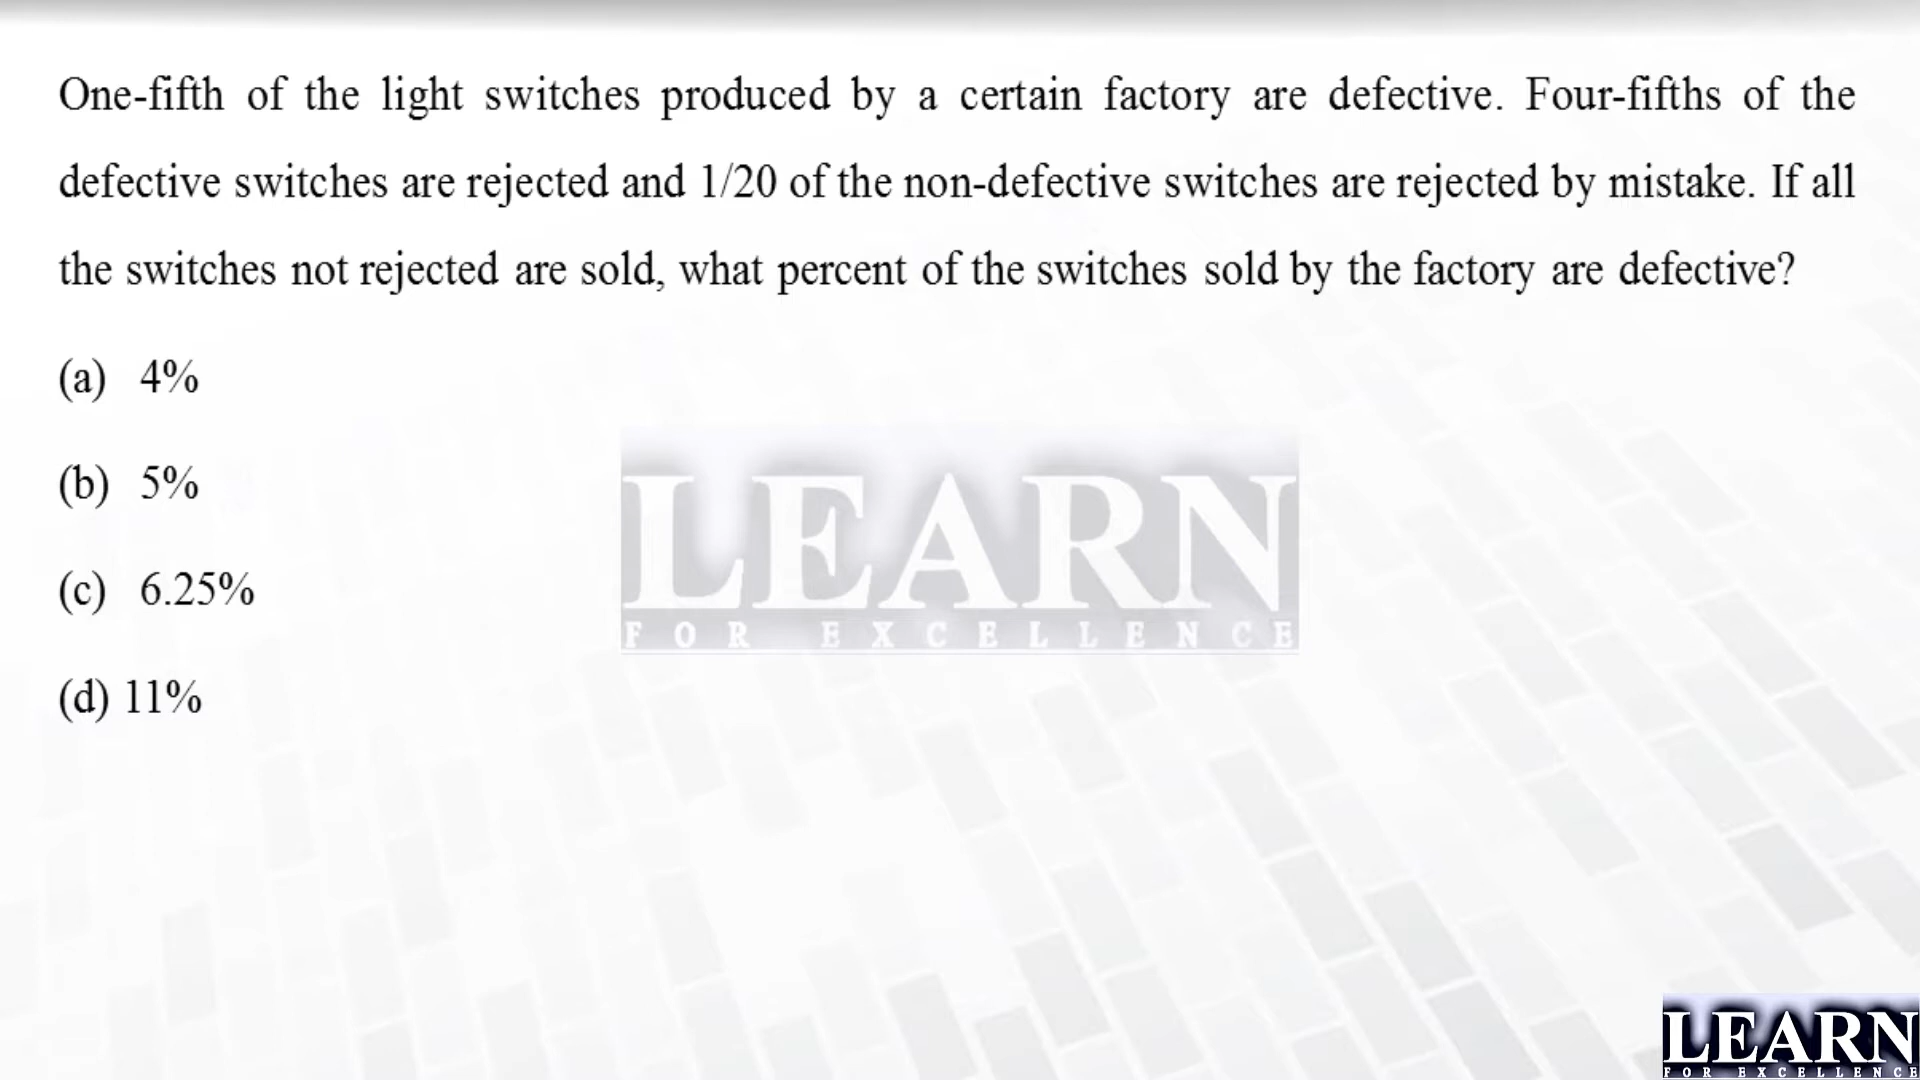 One-fifth of the light switches produced by a certain factory are defective. Four-fifths of the
defective switches are rejected and 1/20 of the non-defective switches are rejected by mistake. If all
the switches not rejected are sold, what percent of the switches sold by the factory are defective?
(a) 4%
(b) 5%
(c) 6.25%
(d) 11%
LEARN
FOR EXCELLENCE
LEARN
FOR EXCELLENCE